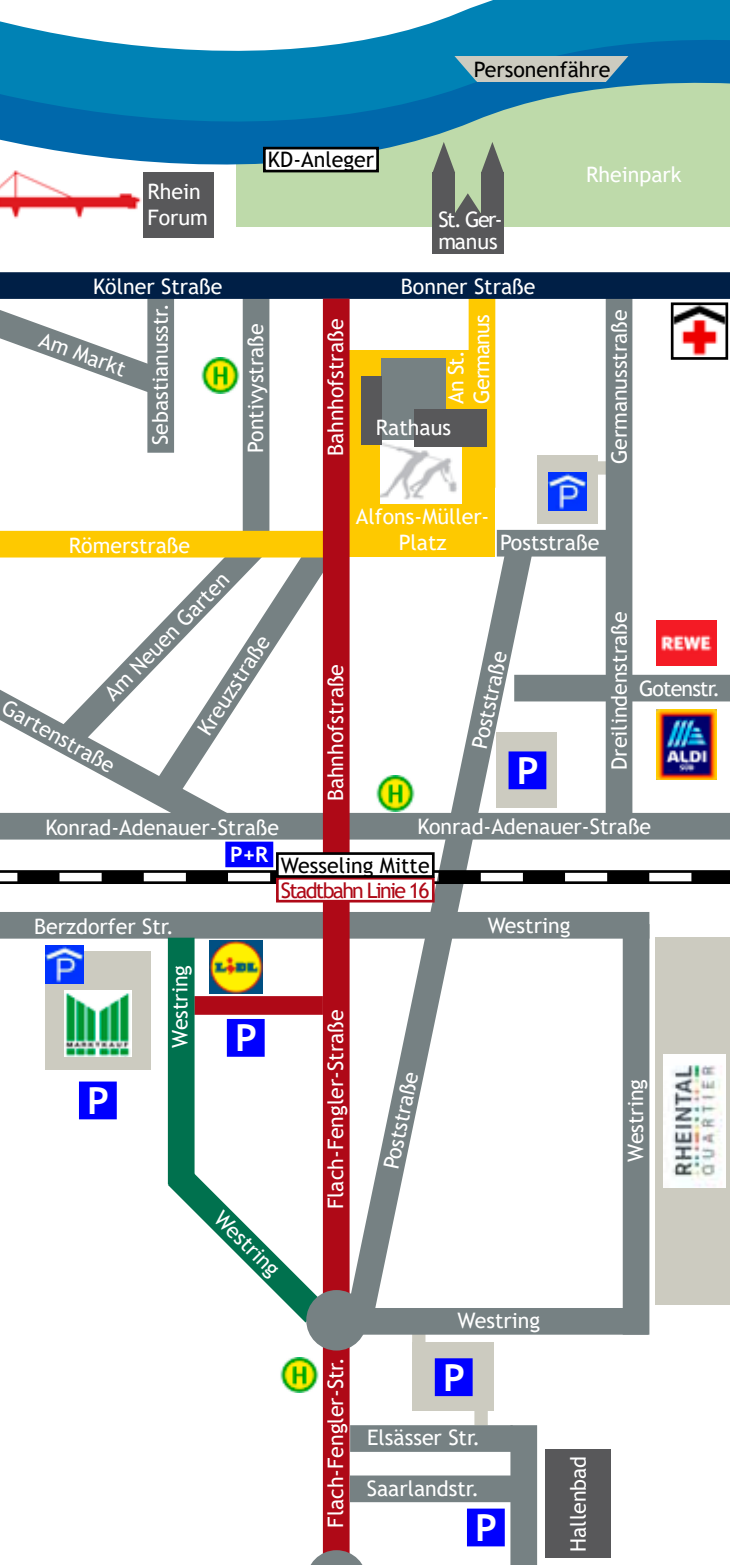 Personenfähre
KD-Anleger
Rheinpark
Rhein
Forum
St. Ger-
manus
Kölner Straße
Bonner Straße
Am Markt
Sebastianusstr.
H
Pontivystraße
Bahnhofstraße
An St.
Germanus
Germanusstraße
Rathaus
P
Alfons-Müller-
Platz
Römerstraße
Poststraße
Am Neuen Garten
Kreuzstraße
Gartenstraße
Bahnhofstraße
Poststraße
Dreilindenstraße
REWE
Gotenstr.
ALDI
SÜD
P
H
Konrad-Adenauer-Straße
Konrad-Adenauer-Straße
P+R
Wesseling Mitte
Stadtbahn Linie 16
Berzdorfer Str.
Westring
P
LIDL
Westring
MARKTKAUF
P
P
Flach-Fengler-Straße
Poststraße
Westring
RHEINTAL
QUARTIER
Westring
Westring
H
P
Flach-Fengler-Str.
Elsässer Str.
Saarlandstr.
P
Hallenbad